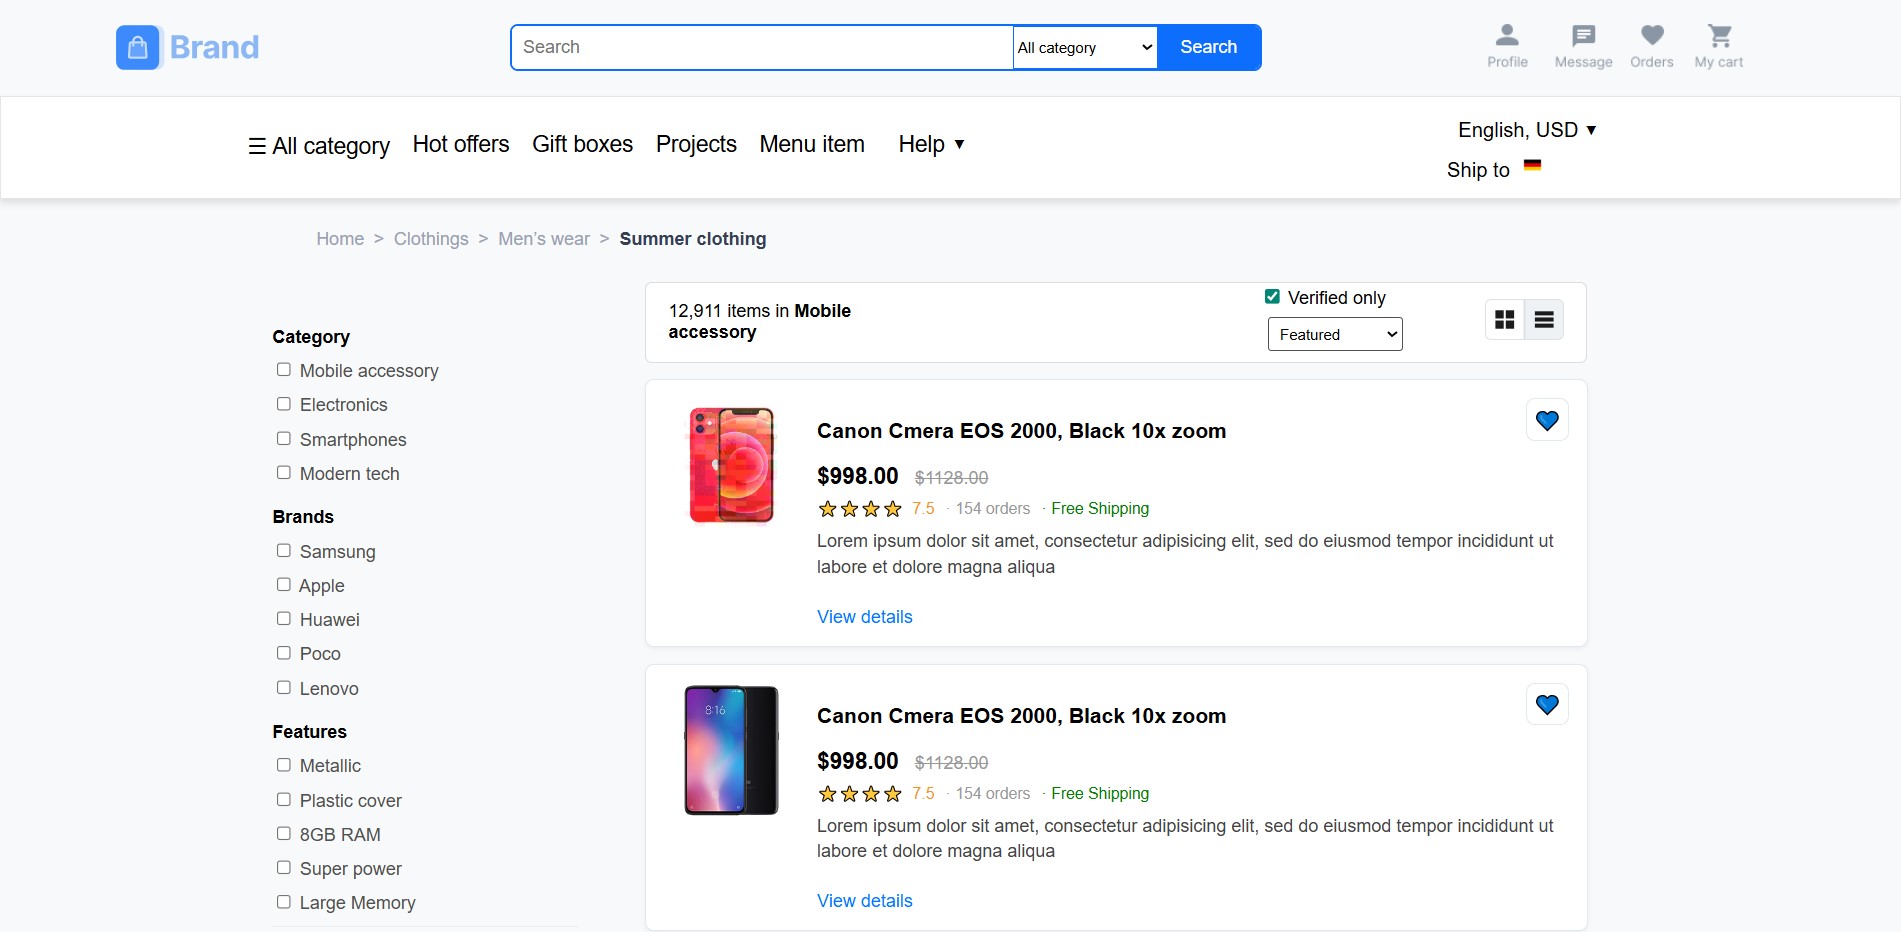 Brand
Search
All category
Search
Profile
Message
Orders
My cart
☰ All category
Hot offers
Gift boxes
Projects
Menu item
Help ▼
English, USD ▼
Ship to
Home > Clothings > Men’s wear > Summer clothing
Category
Mobile accessory
Electronics
Smartphones
Modern tech
Brands
Samsung
Apple
Huawei
Poco
Lenovo
Features
Metallic
Plastic cover
8GB RAM
Super power
Large Memory
12,911 items in Mobile
accessory
Verified only
Featured
Canon Cmera EOS 2000, Black 10x zoom
$998.00 $1128.00
7.5 · 154 orders · Free Shipping
Lorem ipsum dolor sit amet, consectetur adipisicing elit, sed do eiusmod tempor incididunt ut
labore et dolore magna aliqua
View details
8:16
Canon Cmera EOS 2000, Black 10x zoom
$998.00 $1128.00
7.5 · 154 orders · Free Shipping
Lorem ipsum dolor sit amet, consectetur adipisicing elit, sed do eiusmod tempor incididunt ut
labore et dolore magna aliqua
View details